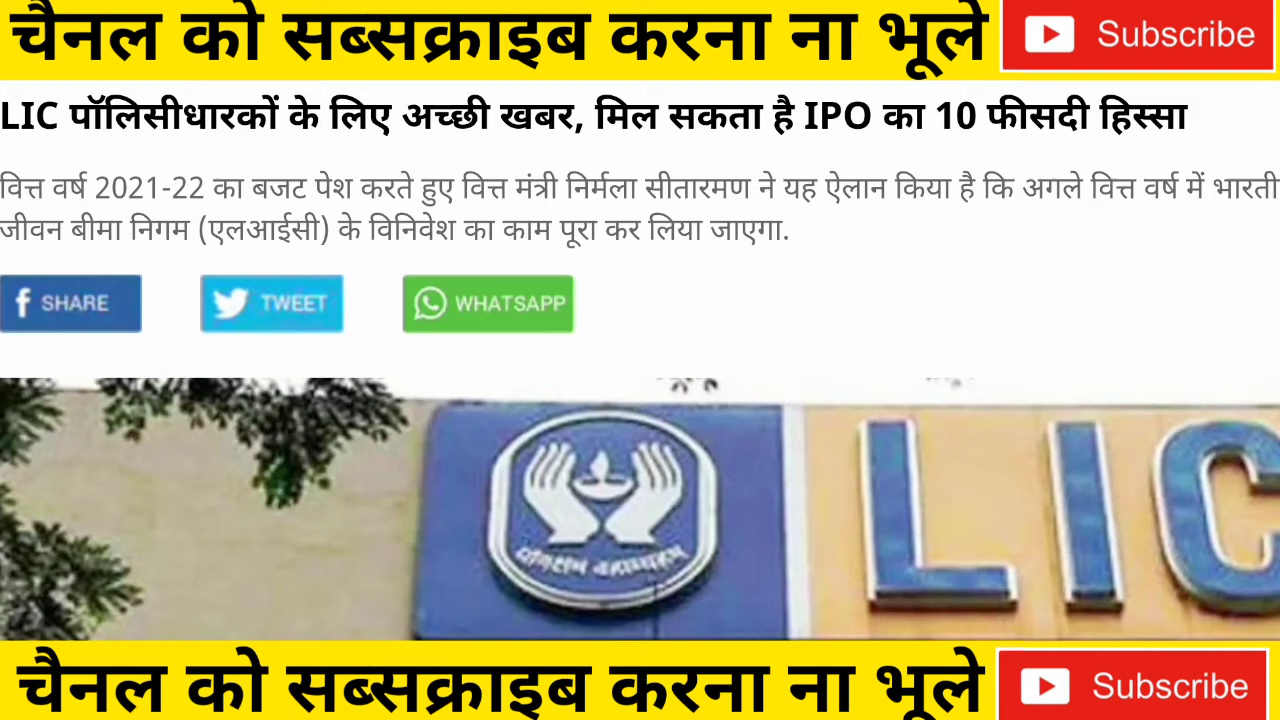 चैनल को सब्सक्राइब करना ना भूले Subscribe
LIC पॉलिसीधारकों के लिए अच्छी खबर, मिल सकता है IPO का 10 फीसदी हिस्सा
वित्त वर्ष 2021-22 का बजट पेश करते हुए वित्त मंत्री निर्मला सीतारमण ने यह ऐलान किया है कि अगले वित्त वर्ष में भारती
जीवन बीमा निगम (एलआईसी) के विनिवेश का काम पूरा कर लिया जाएगा.
SHARE TWEET WHATSAPP
LIC
चैनल को सब्सक्राइब करना ना भूले Subscribe